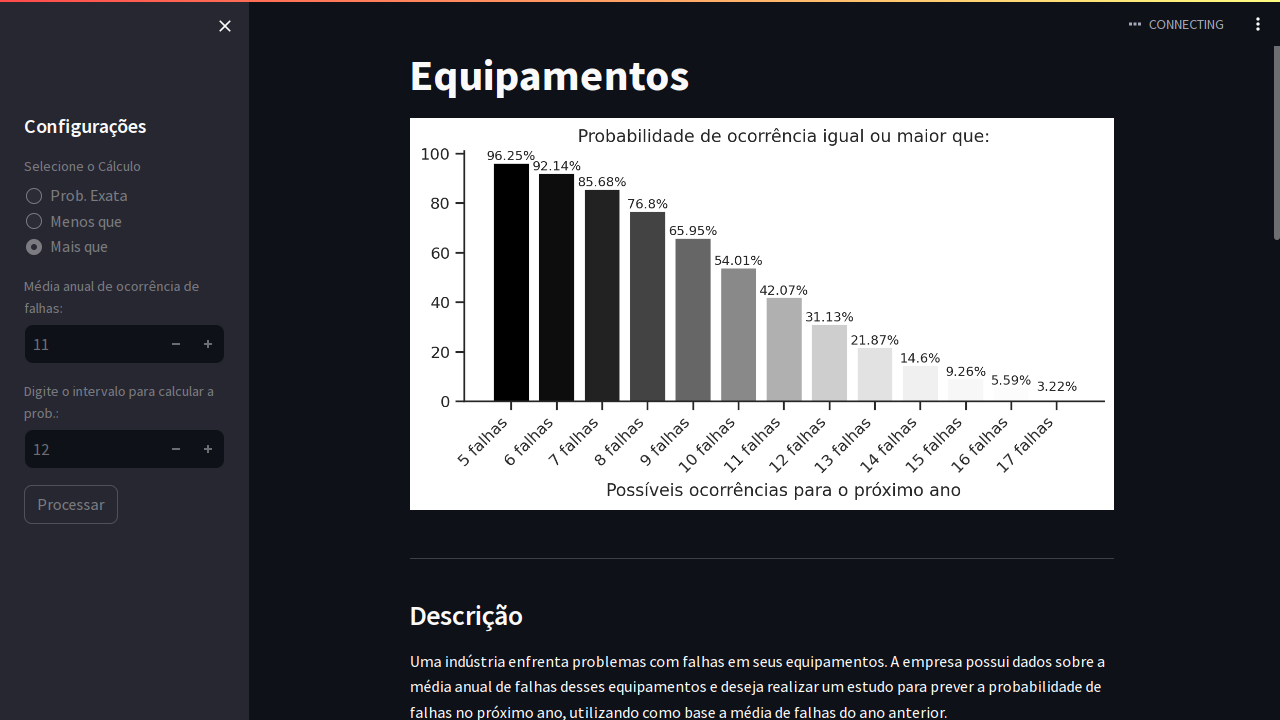 CONNECTING
Configurações
Selecione o Cálculo
Prob. Exata
Menos que
Mais que
Média anual de ocorrência de
falhas:
11
Digite o intervalo para calcular a
prob.:
12
Processar
Equipamentos
Probabilidade de ocorrência igual ou maior que:
100
80
60
40
20
0
96.25%
92.14%
85.68%
76.8%
65.95%
54.01%
42.07%
31.13%
21.87%
14.6%
9.26%
5.59%
3.22%
5 falhas
6 falhas
7 falhas
8 falhas
9 falhas
10 falhas
11 falhas
12 falhas
13 falhas
14 falhas
15 falhas
16 falhas
17 falhas
Possíveis ocorrências para o próximo ano
Descrição
Uma indústria enfrenta problemas com falhas em seus equipamentos. A empresa possui dados sobre a
média anual de falhas desses equipamentos e deseja realizar um estudo para prever a probabilidade de
falhas no próximo ano, utilizando como base a média de falhas do ano anterior.